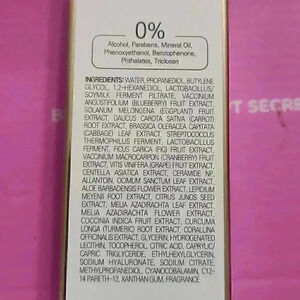 0%
Alcohol, Parabens, Mineral Oil,
Phenoxyethanol, Benzophenone,
Phthalates, Triclosan
INGREDIENTS: WATER, PROPANEDIOL, BUTYLENE
GLYCOL, 1,2-HEXANEDIOL, LACTOBACILLUS/
SOYMILK FERMENT FILTRATE, VACCINIUM
ANGUSTIFOLIUM (BLUEBERRY) FRUIT EXTRACT,
SOLANUM MELONGENA (EGGPLANT) FRUIT
EXTRACT, DAUCUS CAROTA SATIVA (CARROT)
ROOT EXTRACT, BRASSICA OLERACEA CAPITATA
(CABBAGE) LEAF EXTRACT, STREPTOCOCCUS
THERMOPHILUS FERMENT, LACTOBACILLUS
FERMENT, FICUS CARICA (FIG) FRUIT EXTRACT,
VACCINIUM MACROCARPON (CRANBERRY) FRUIT
EXTRACT, VITIS VINIFERA (GRAPE) FRUIT EXTRACT,
CENTELLA ASIATICA EXTRACT, CERAMIDE NP,
ALLANTOIN, OCIMUM SANCTUM LEAF EXTRACT,
ALOE BARBADENSIS FLOWER EXTRACT, LEPIDIUM
MEYENII ROOT EXTRACT, CITRUS JUNOS SEED
EXTRACT, MELIA AZADIRACHTA LEAF EXTRACT,
MELIA AZADIRACHTA FLOWER EXTRACT,
COCCINIA INDICA FRUIT EXTRACT, CURCUMA
LONGA (TURMERIC) ROOT EXTRACT, CORALLINA
OFFICINALIS EXTRACT, GLYCERIN, HYDROGENATED
LECITHIN, TOCOPHEROL, CITRIC ACID, CAPRYLIC/
CAPRIC TRIGLYCERIDE, ETHYLHEXYLGLYCERIN,
SODIUM HYALURONATE, SODIUM CITRATE,
METHYLPROPANEDIOL, CYANOCOBALAMIN, C12-
14 PARETH-12, XANTHAN GUM, FRAGRANCE
SECRE